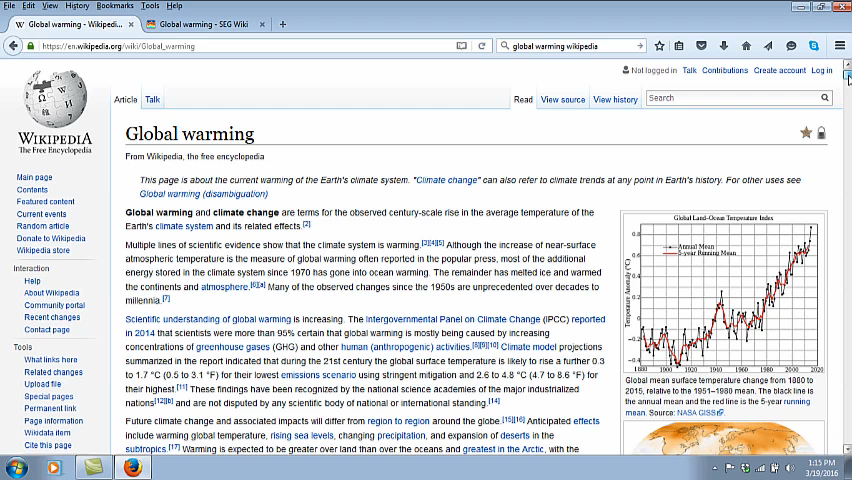 File Edit View History Bookmarks Tools Help
Global warming - Wikipedi...
Global warming - SEG Wiki
https://en.wikipedia.org/wiki/Global_warming
global warming wikipedia
Not logged in Talk Contributions Create account Log in
Article Talk
Read View source View history
Search
WIKIPEDIA
The Free Encyclopedia
Main page
Contents
Featured content
Current events
Random article
Donate to Wikipedia
Wikipedia store
Interaction
Help
About Wikipedia
Community portal
Recent changes
Contact page
Tools
What links here
Related changes
Upload file
Special pages
Permanent link
Page information
Wikidata item
Cite this page
Global warming
From Wikipedia, the free encyclopedia
This page is about the current warming of the Earth's climate system. "Climate change" can also refer to climate trends at any point in Earth's history. For other uses see
Global warming (disambiguation)
Global warming and climate change are terms for the observed century-scale rise in the average temperature of the
Earth's climate system and its related effects.[2]
Multiple lines of scientific evidence show that the climate system is warming.[3][4][5] Although the increase of near-surface
atmospheric temperature is the measure of global warming often reported in the popular press, most of the additional
energy stored in the climate system since 1970 has gone into ocean warming. The remainder has melted ice and warmed
the continents and atmosphere.[6][a] Many of the observed changes since the 1950s are unprecedented over decades to
millennia.[7]
Scientific understanding of global warming is increasing. The Intergovernmental Panel on Climate Change (IPCC) reported
in 2014 that scientists were more than 95% certain that global warming is mostly being caused by increasing
concentrations of greenhouse gases (GHG) and other human (anthropogenic) activities.[8][9][10] Climate model projections
summarized in the report indicated that during the 21st century the global surface temperature is likely to rise a further 0.3
to 1.7 °C (0.5 to 3.1 °F) for their lowest emissions scenario using stringent mitigation and 2.6 to 4.8 °C (4.7 to 8.6 °F) for
their highest.[11] These findings have been recognized by the national science academies of the major industrialized
nations[12][b] and are not disputed by any scientific body of national or international standing.[14]
Future climate change and associated impacts will differ from region to region around the globe.[15][16] Anticipated effects
include warming global temperature, rising sea levels, changing precipitation, and expansion of deserts in the
subtropics.[17] Warming is expected to be greater over land than over the oceans and greatest in the Arctic, with the
Global Land-Ocean Temperature Index
Annual Mean
5-year Running Mean
Temperature Anomaly (°C)
0.8
0.6
0.4
0.2
0
-0.2
-0.4
1880 1900 1920 1940 1960 1980 2000 2020
Global mean surface temperature change from 1880 to
2015, relative to the 1951–1980 mean. The black line is
the annual mean and the red line is the 5-year running
mean. Source: NASA GISS.
1:15 PM
3/19/2016